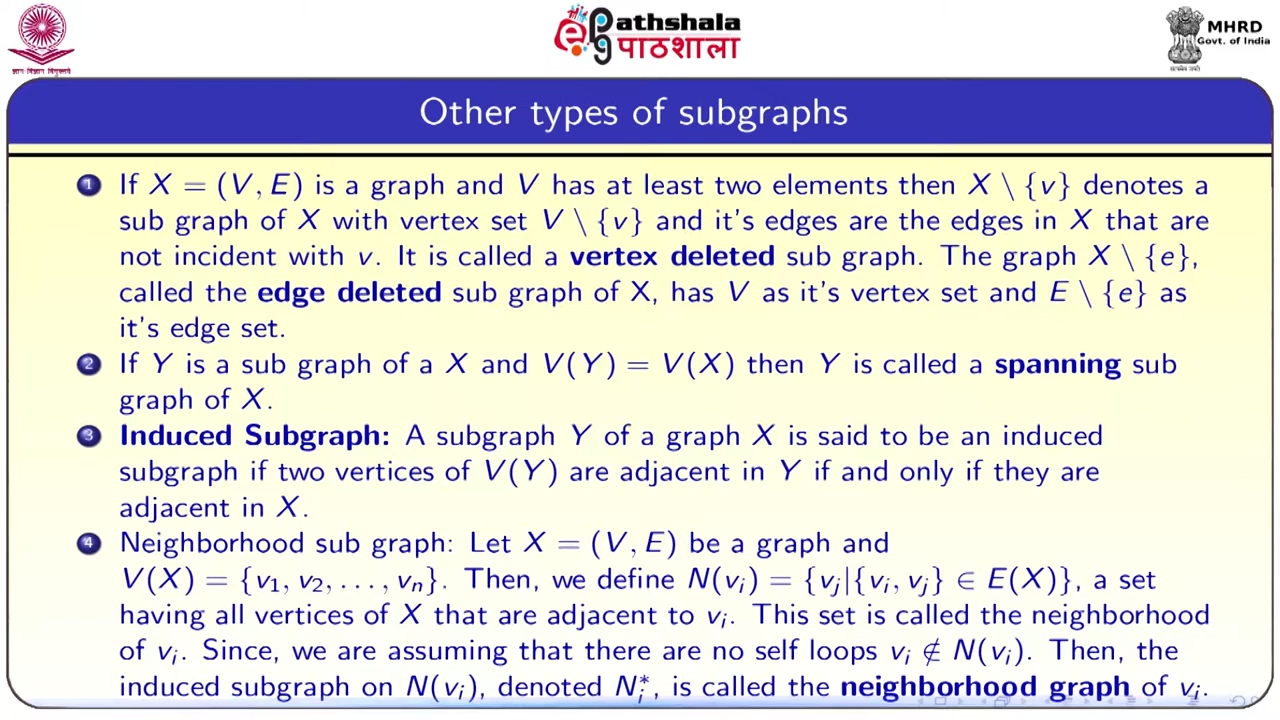 ज्ञान-विज्ञान विमुक्तये
epgathshala
पाठशाला
MHRD
Govt. of India
Other types of subgraphs
1 If X = (V, E) is a graph and V has at least two elements then X \ {v} denotes a
sub graph of X with vertex set V \ {v} and it's edges are the edges in X that are
not incident with v. It is called a vertex deleted sub graph. The graph X \ {e},
called the edge deleted sub graph of X, has V as it's vertex set and E \ {e} as
it's edge set.
2 If Y is a sub graph of a X and V(Y) = V(X) then Y is called a spanning sub
graph of X.
3 Induced Subgraph: A subgraph Y of a graph X is said to be an induced
subgraph if two vertices of V(Y) are adjacent in Y if and only if they are
adjacent in X.
4 Neighborhood sub graph: Let X = (V, E) be a graph and
V(X) = {v₁, v₂, . . . , vₙ}. Then, we define N(vᵢ) = {vⱼ|{vᵢ, vⱼ} ∈ E(X)}, a set
having all vertices of X that are adjacent to vᵢ. This set is called the neighborhood
of vᵢ. Since, we are assuming that there are no self loops vᵢ ∉ N(vᵢ). Then, the
induced subgraph on N(vᵢ), denoted Nᵢ*, is called the neighborhood graph of vᵢ.